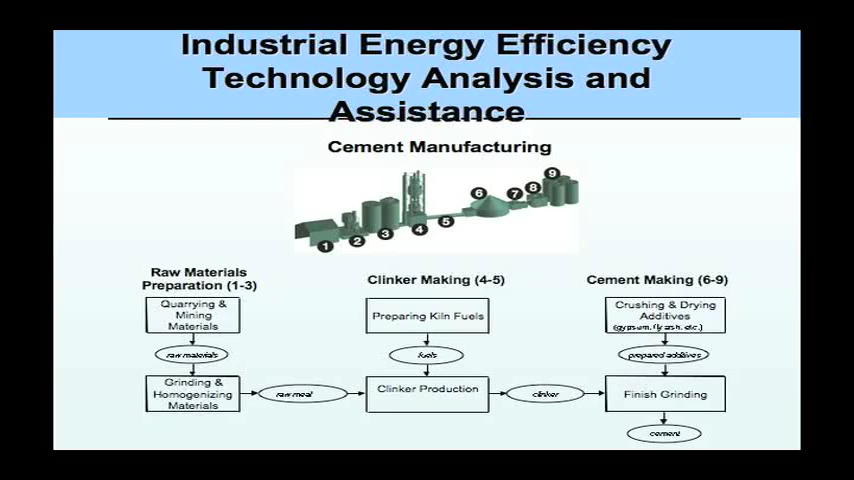 Industrial Energy Efficiency
Technology Analysis and
Assistance
Cement Manufacturing
1
2
3
4
5
6
7
8
9
Raw Materials
Preparation (1-3)
Clinker Making (4-5)
Cement Making (6-9)
Quarrying &
Mining
Materials
Preparing Kiln Fuels
Crushing & Drying
Additives
(gypsum, fly ash, etc.)
raw materials
fuels
prepared additives
Grinding &
Homogenizing
Materials
raw meal
Clinker Production
clinker
Finish Grinding
cement